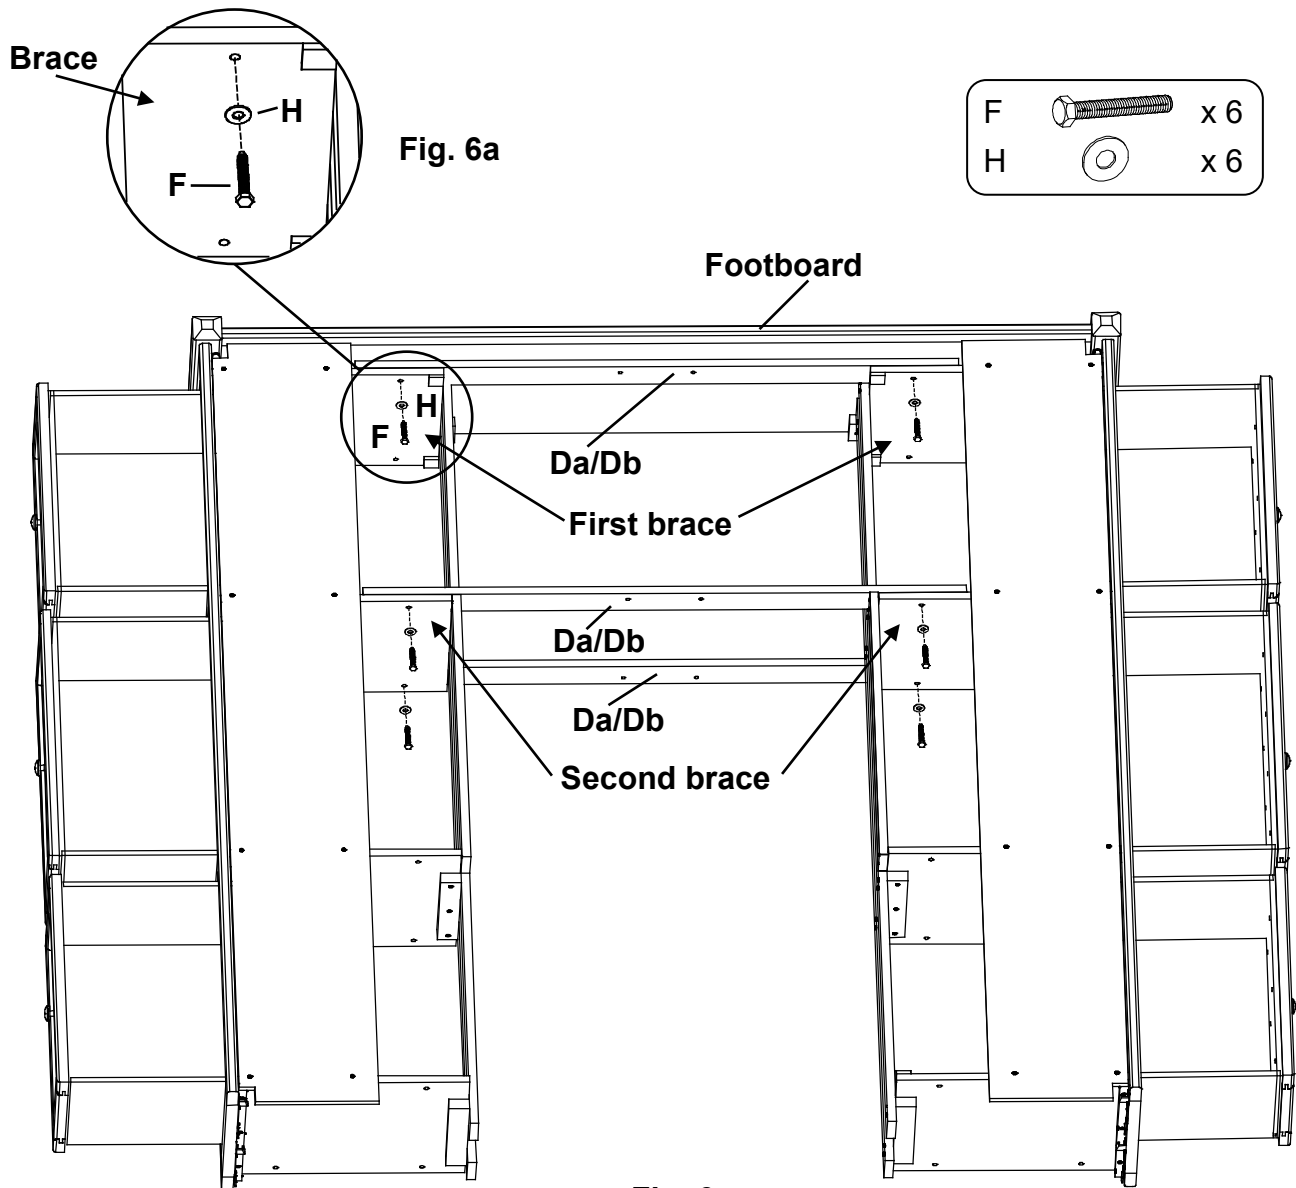 Brace
H
F
Fig. 6a
F x 6
H x 6
Footboard
H
F
Da/Db
First brace
Da/Db
Da/Db
Second brace